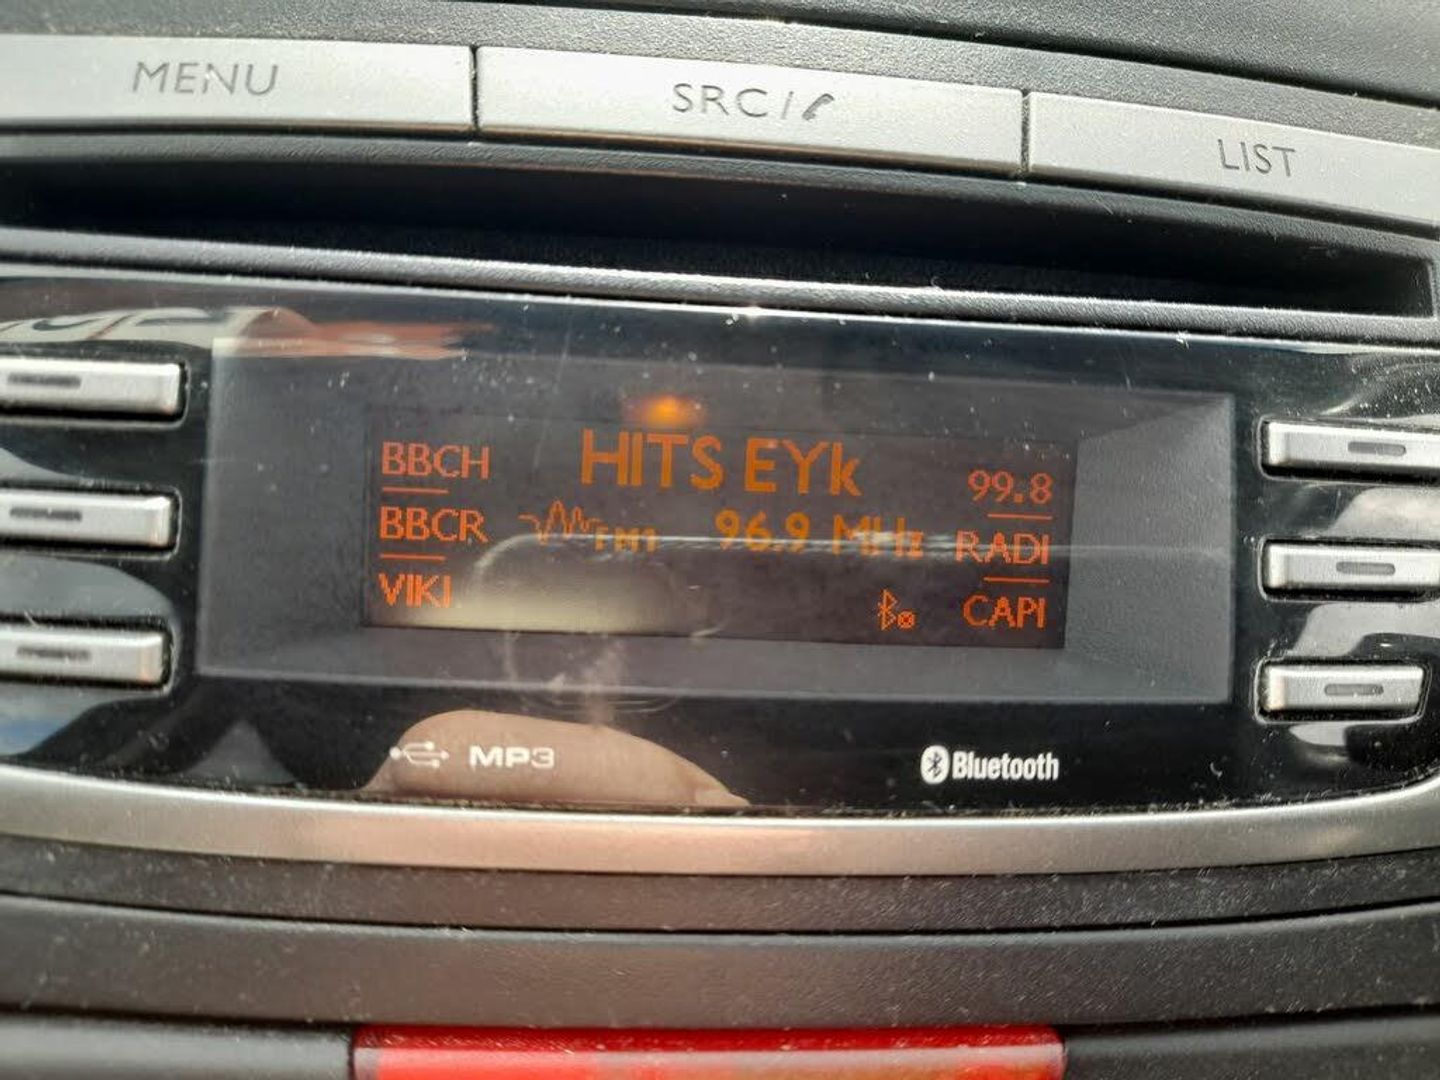 MENU
SRC/
LIST
BBCH
HITS EYk
99.8
BBCR
FM1
96.9 MHz
RADI
VIKI
CAPI
MP3
Bluetooth